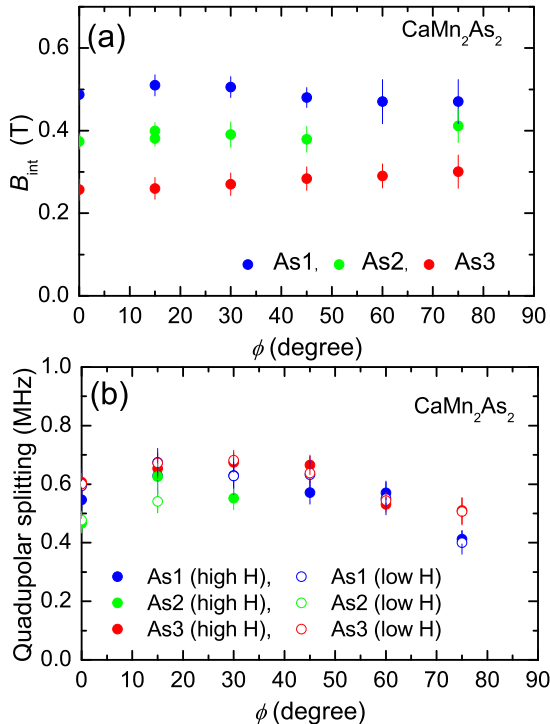 (a)
CaMn₂As₂
0.6
0.4
0.2
0.0
B_int (T)
As1, As2, As3
0 10 20 30 40 50 60 70 80 90
ϕ (degree)
(b)
CaMn₂As₂
1.0
0.8
0.6
0.4
0.2
0.0
Quadupolar splitting (MHz)
As1 (high H), As1 (low H)
As2 (high H), As2 (low H)
As3 (high H), As3 (low H)
0 10 20 30 40 50 60 70 80 90
ϕ (degree)